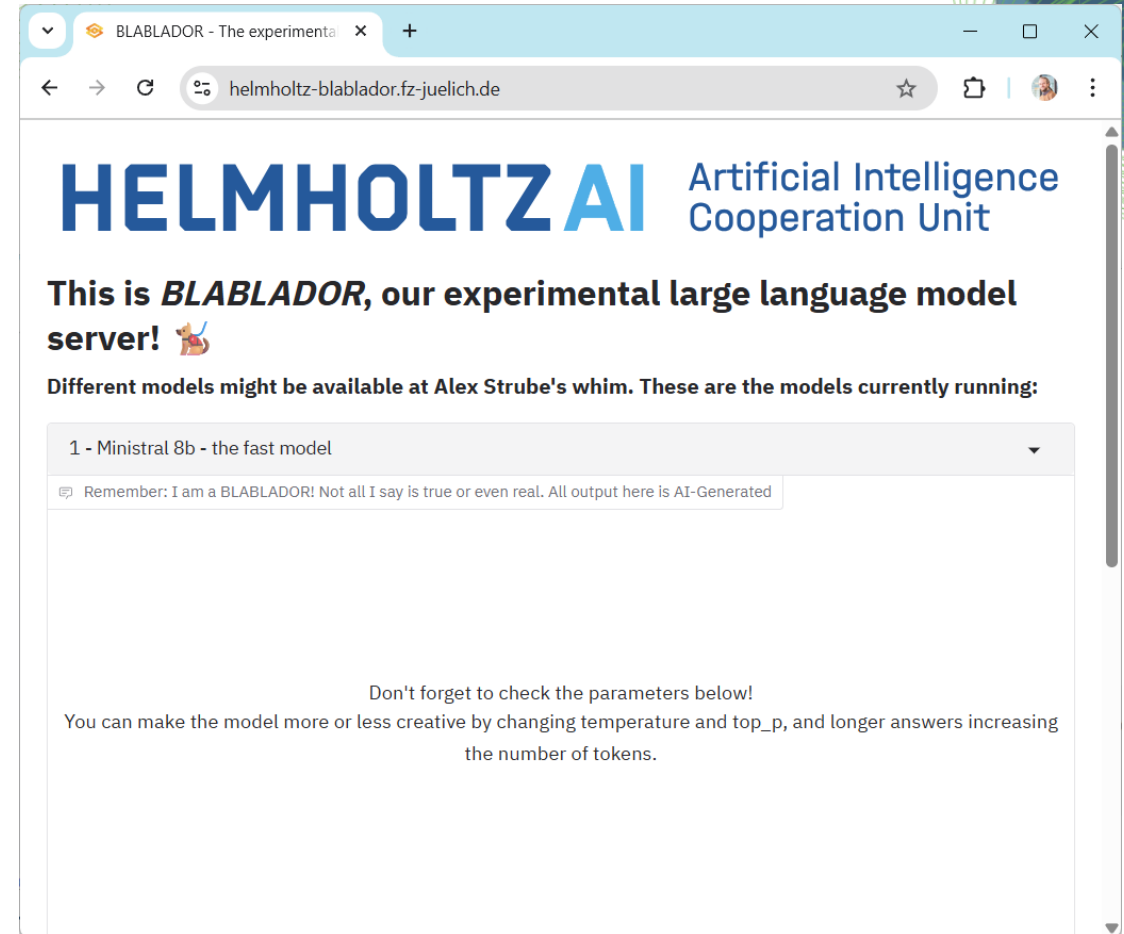 BLABLADOR - The experimenta
helmholtz-blablador.fz-juelich.de
HELMHOLTZ AI
Artificial Intelligence
Cooperation Unit
This is BLABLADOR, our experimental large language model
server!
Different models might be available at Alex Strube's whim. These are the models currently running:
1 - Ministral 8b - the fast model
Remember: I am a BLABLADOR! Not all I say is true or even real. All output here is AI-Generated
Don't forget to check the parameters below!
You can make the model more or less creative by changing temperature and top_p, and longer answers increasing
the number of tokens.